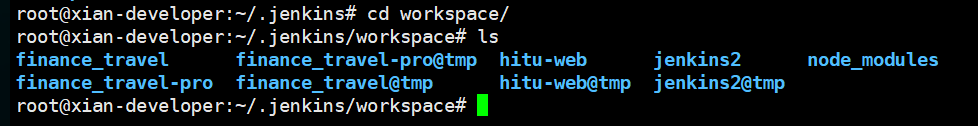 root@xian-developer:~/.jenkins# cd workspace/
root@xian-developer:~/.jenkins/workspace# ls
finance_travel finance_travel-pro@tmp hitu-web jenkins2 node_modules
finance_travel-pro finance_travel@tmp hitu-web@tmp jenkins2@tmp
root@xian-developer:~/.jenkins/workspace#